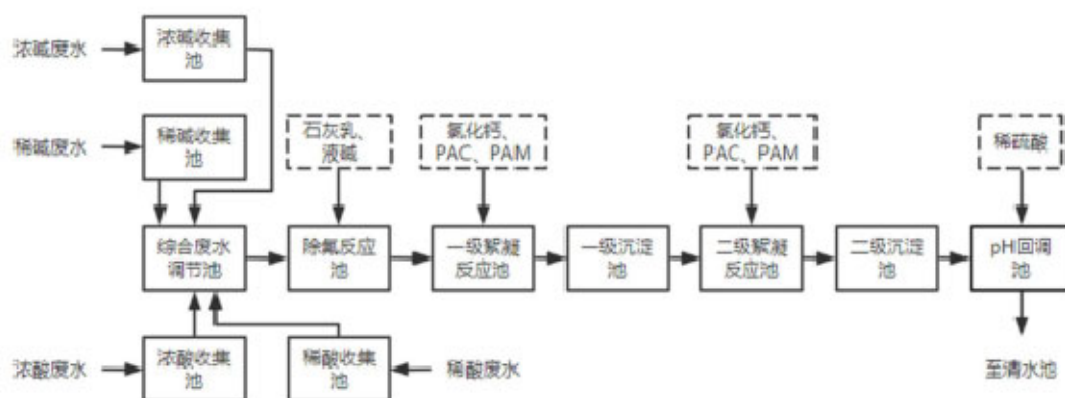 浓碱废水
浓碱收集
池
稀碱废水
稀碱收集
池
石灰乳、
液碱
氯化钙、
PAC、PAM
氯化钙、
PAC、PAM
稀硫酸
综合废水
调节池
除氟反应
池
一级絮凝
反应池
一级沉淀
池
二级絮凝
反应池
二级沉淀
池
pH回调
池
浓酸废水
浓酸收集
池
稀酸收集
池
稀酸废水
至清水池